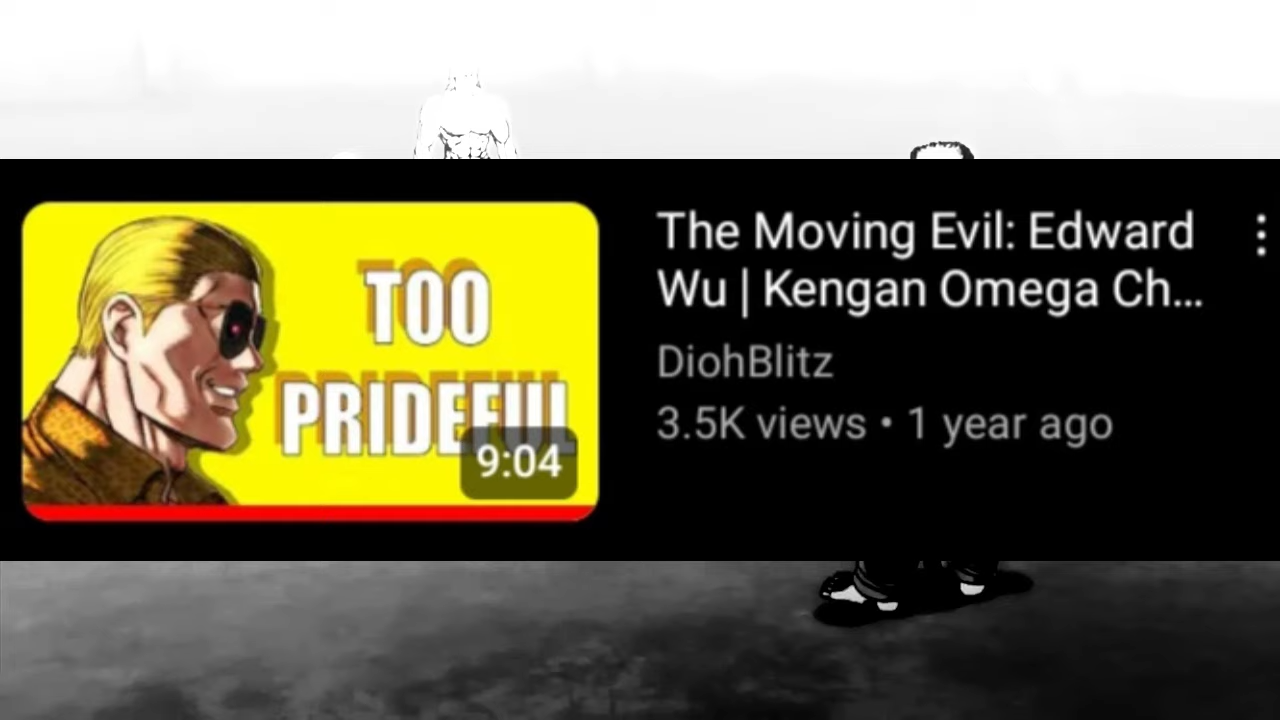 TOO
PRIDEFUL
9:04
The Moving Evil: Edward
Wu | Kengan Omega Ch...
DiohBlitz
3.5K views • 1 year ago